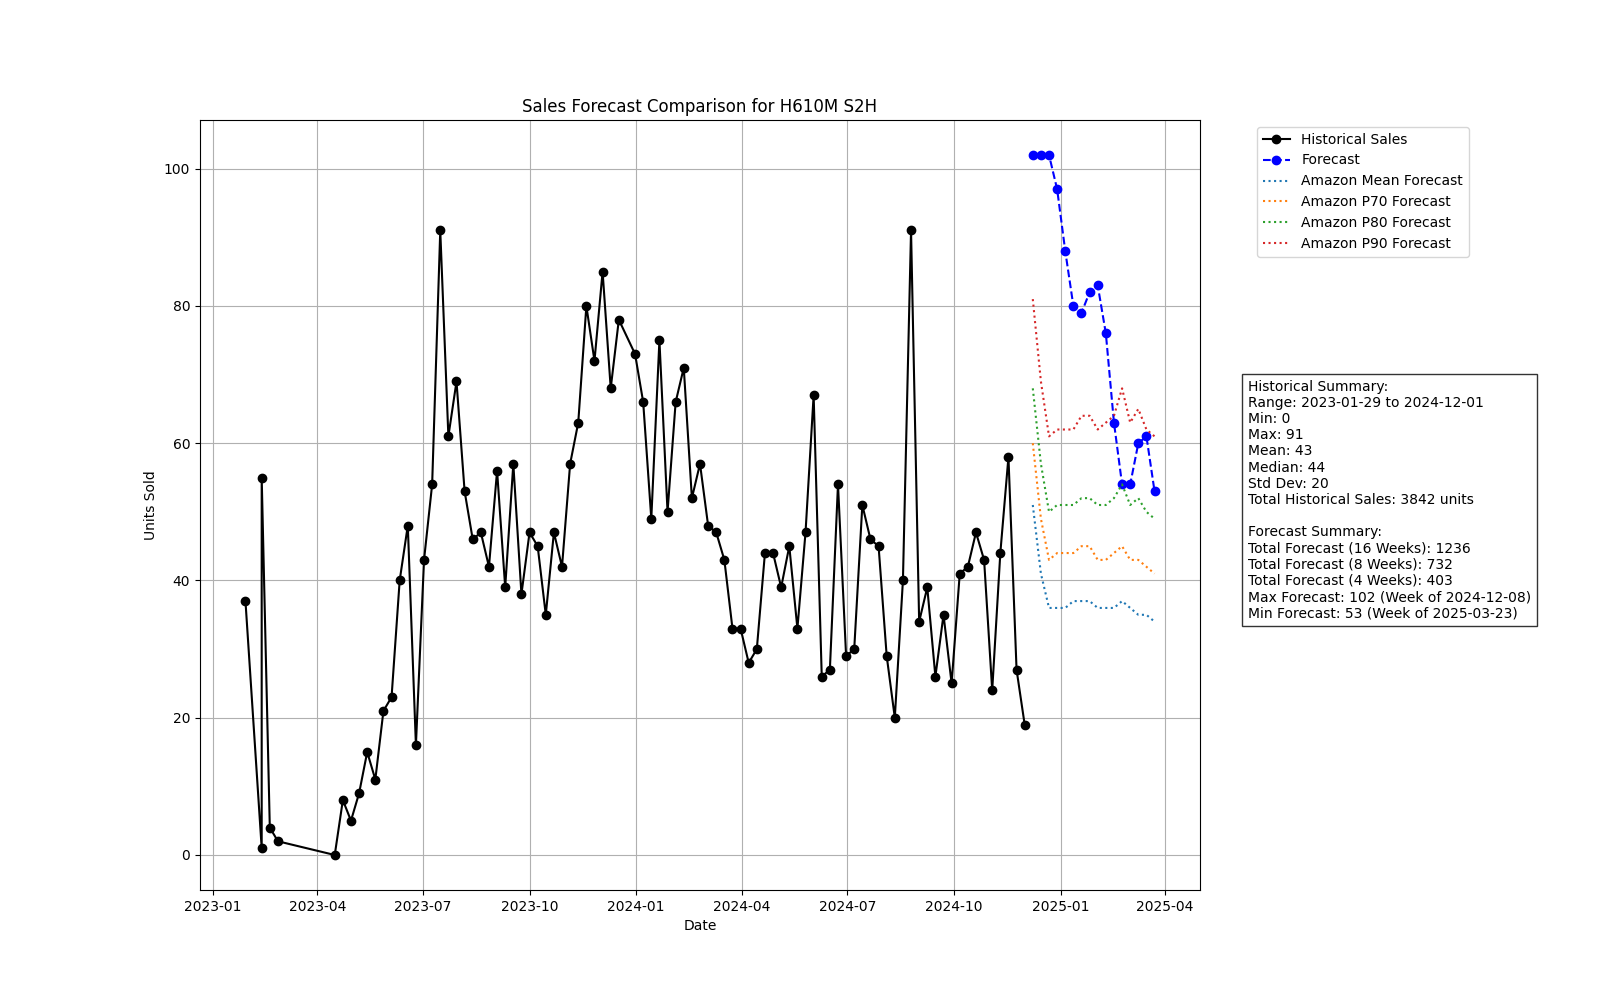 Sales Forecast Comparison for H610M S2H
Units Sold
100
80
60
40
20
0
2023-01
2023-04
2023-07
2023-10
2024-01
2024-04
2024-07
2024-10
2025-01
2025-04
Date
Historical Sales
Forecast
Amazon Mean Forecast
Amazon P70 Forecast
Amazon P80 Forecast
Amazon P90 Forecast
Historical Summary:
Range: 2023-01-29 to 2024-12-01
Min: 0
Max: 91
Mean: 43
Median: 44
Std Dev: 20
Total Historical Sales: 3842 units
Forecast Summary:
Total Forecast (16 Weeks): 1236
Total Forecast (8 Weeks): 732
Total Forecast (4 Weeks): 403
Max Forecast: 102 (Week of 2024-12-08)
Min Forecast: 53 (Week of 2025-03-23)